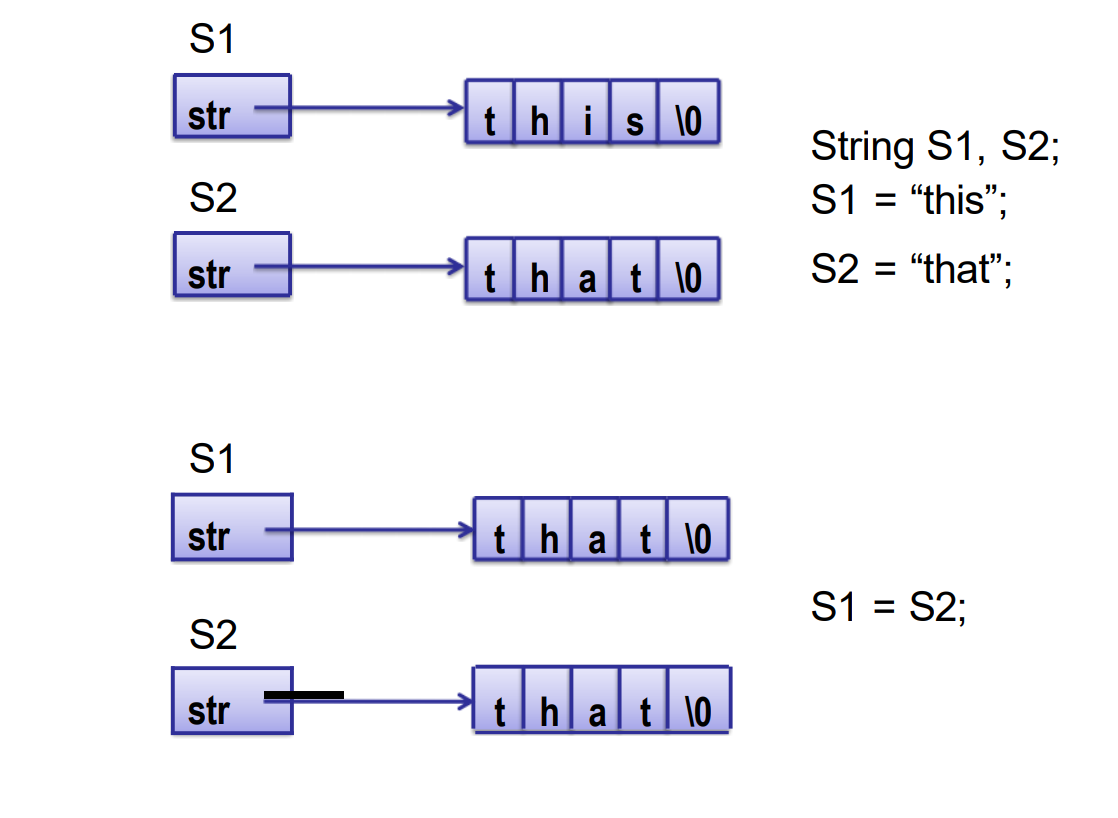 S1
str t h i s \0
String S1, S2;
S1 = “this”;
S2
str t h a t \0
S2 = “that”;
S1
str t h a t \0
S1 = S2;
S2
str t h a t \0